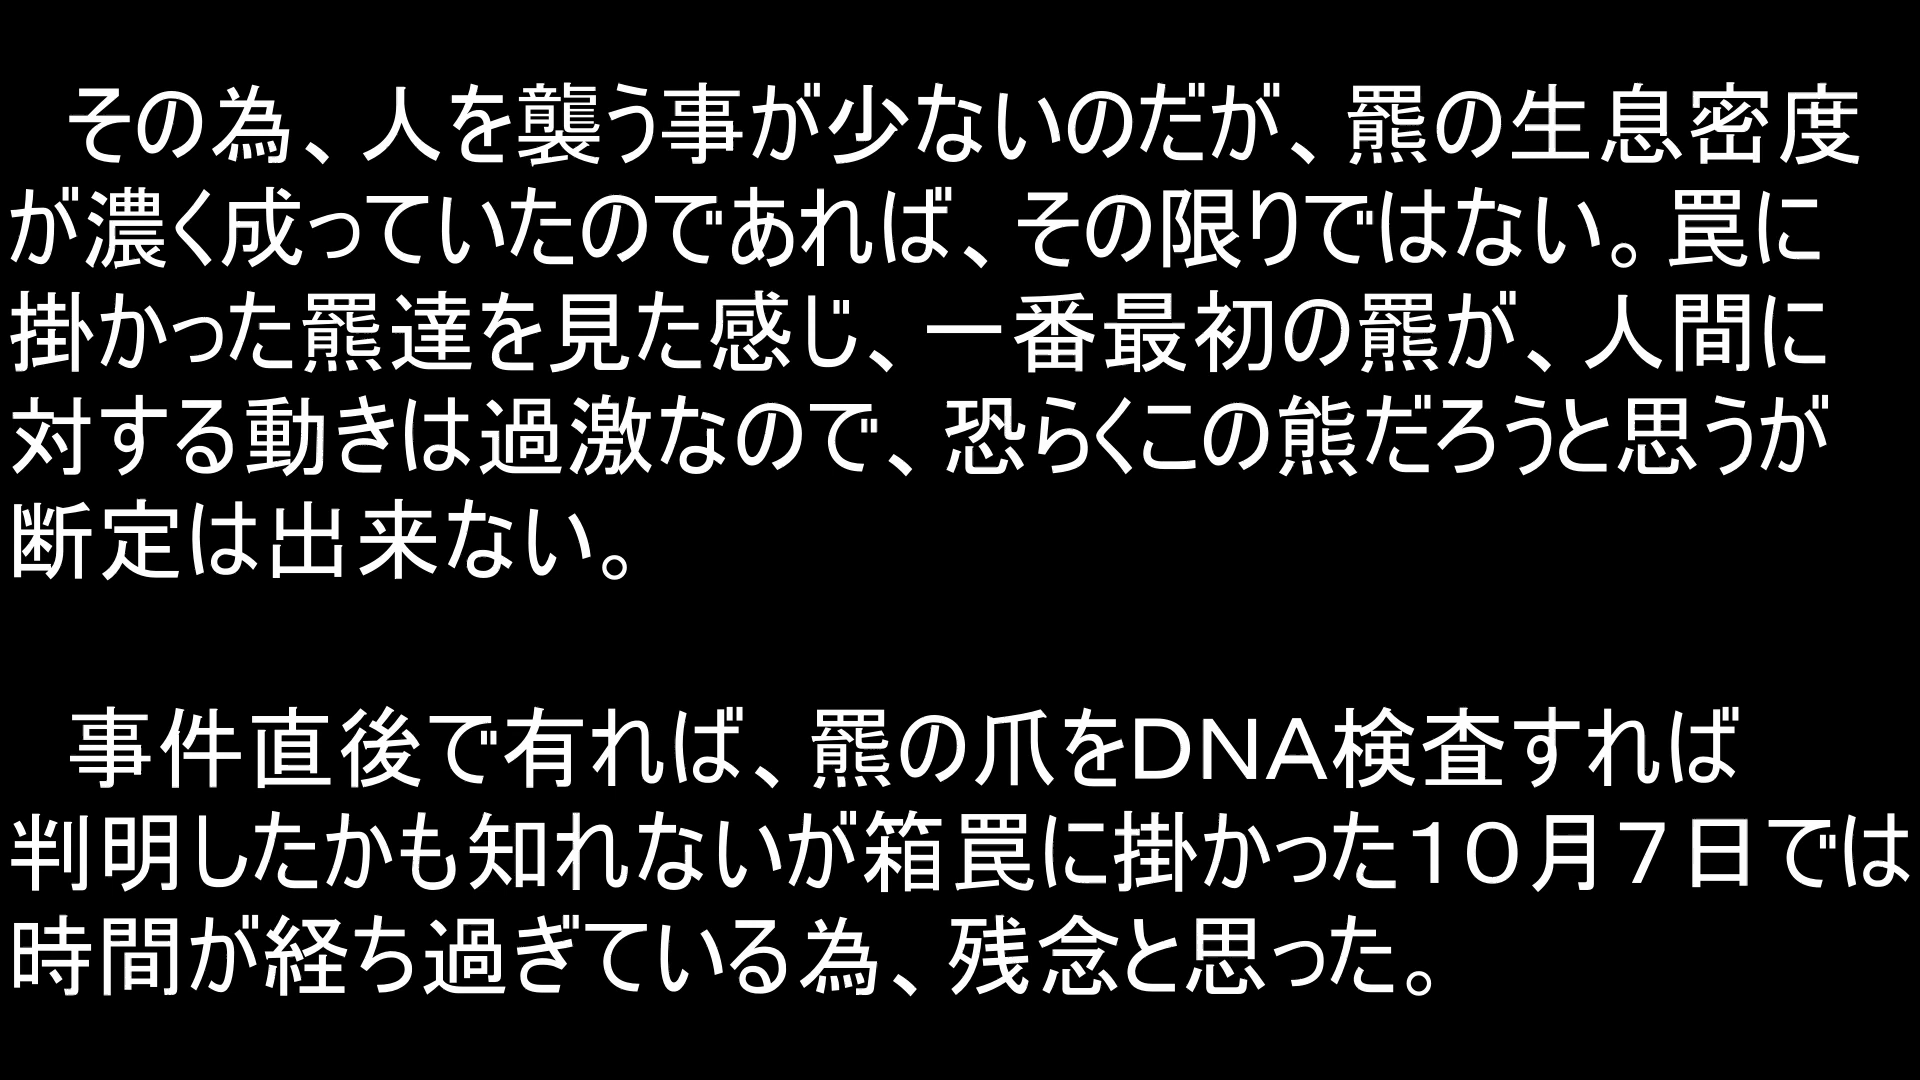 その為、人を襲う事が少ないのだが、羆の生息密度
が濃く成っていたのであれば、その限りではない。罠に
掛かった羆達を見た感じ、一番最初の羆が、人間に
対する動きは過激なので、恐らくこの熊だろうと思うが
断定は出来ない。
事件直後で有れば、羆の爪をDNA検査すれば
判明したかも知れないが箱罠に掛かった１０月７日では
時間が経ち過ぎている為、残念と思った。